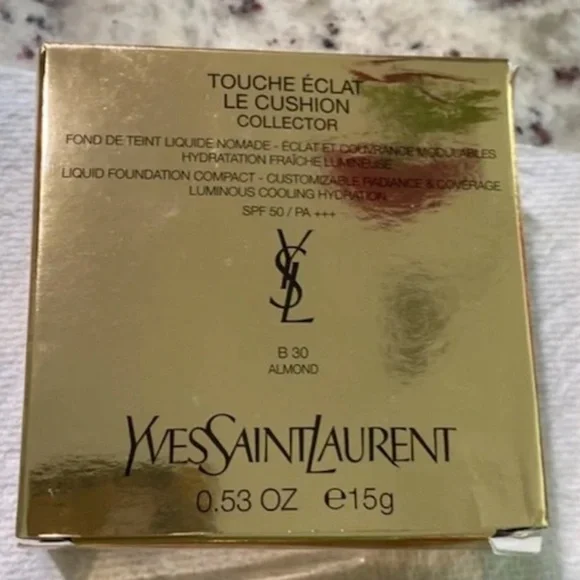 TOUCHE ÉCLAT
LE CUSHION
COLLECTOR
FOND DE TEINT LIQUIDE NOMADE - ÉCLAT ET COUVRANCE MODULABLES
HYDRATATION FRAÎCHE LUMINEUSE
LIQUID FOUNDATION COMPACT - CUSTOMIZABLE RADIANCE & COVERAGE
LUMINOUS COOLING HYDRATION
SPF 50 / PA +++
YSL
B 30
ALMOND
YVESSAINTLAURENT
0.53 OZ e15g